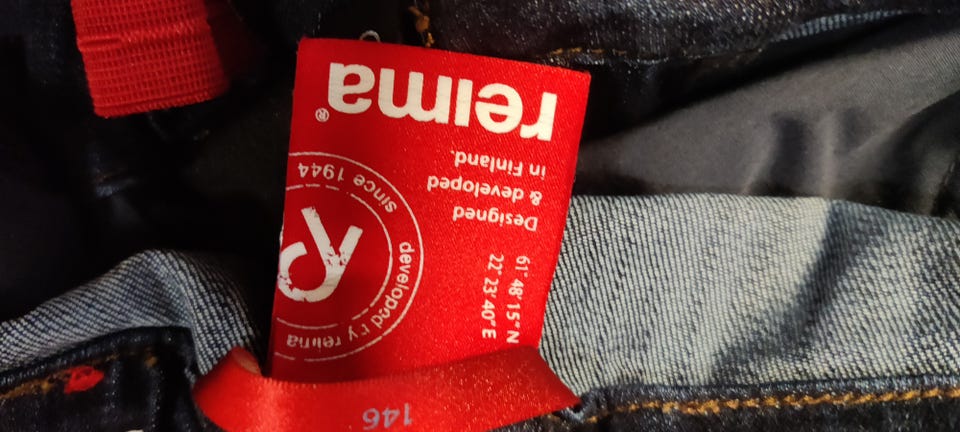 reima®
Designed
& developed
in Finland.
61° 48' 15" N
22° 23' 40" E
developed by reima
since 1944
146